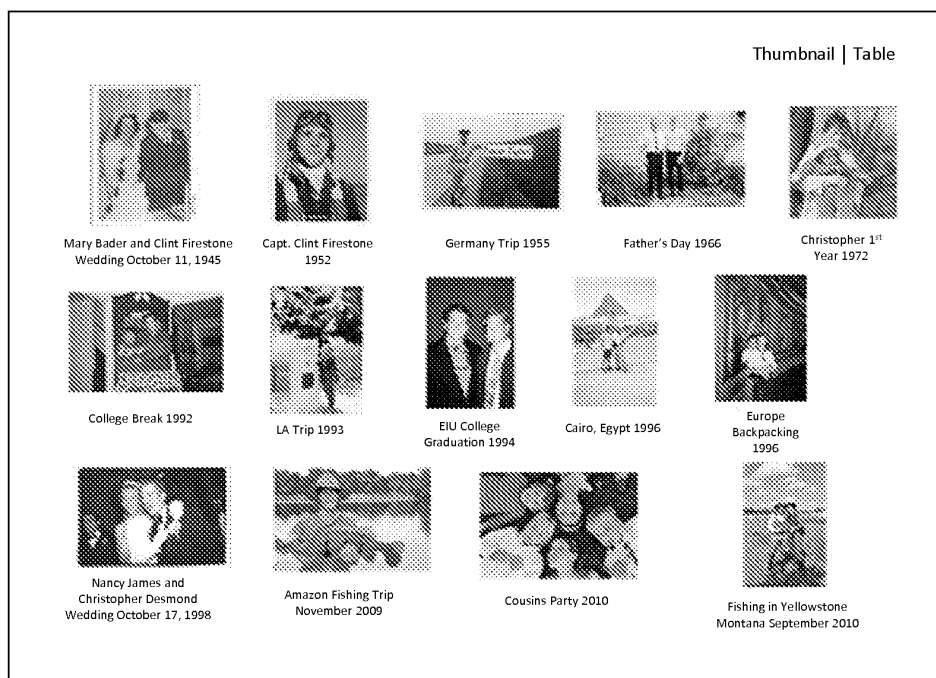 Thumbnail | Table
Mary Bader and Clint Firestone
Wedding October 11, 1945
Capt. Clint Firestone
1952
Germany Trip 1955
Father's Day 1966
Christopher 1st
Year 1972
College Break 1992
LA Trip 1993
EIU College
Graduation 1994
Cairo, Egypt 1996
Europe
Backpacking
1996
Nancy James and
Christopher Desmond
Wedding October 17, 1998
Amazon Fishing Trip
November 2009
Cousins Party 2010
Fishing in Yellowstone
Montana September 2010